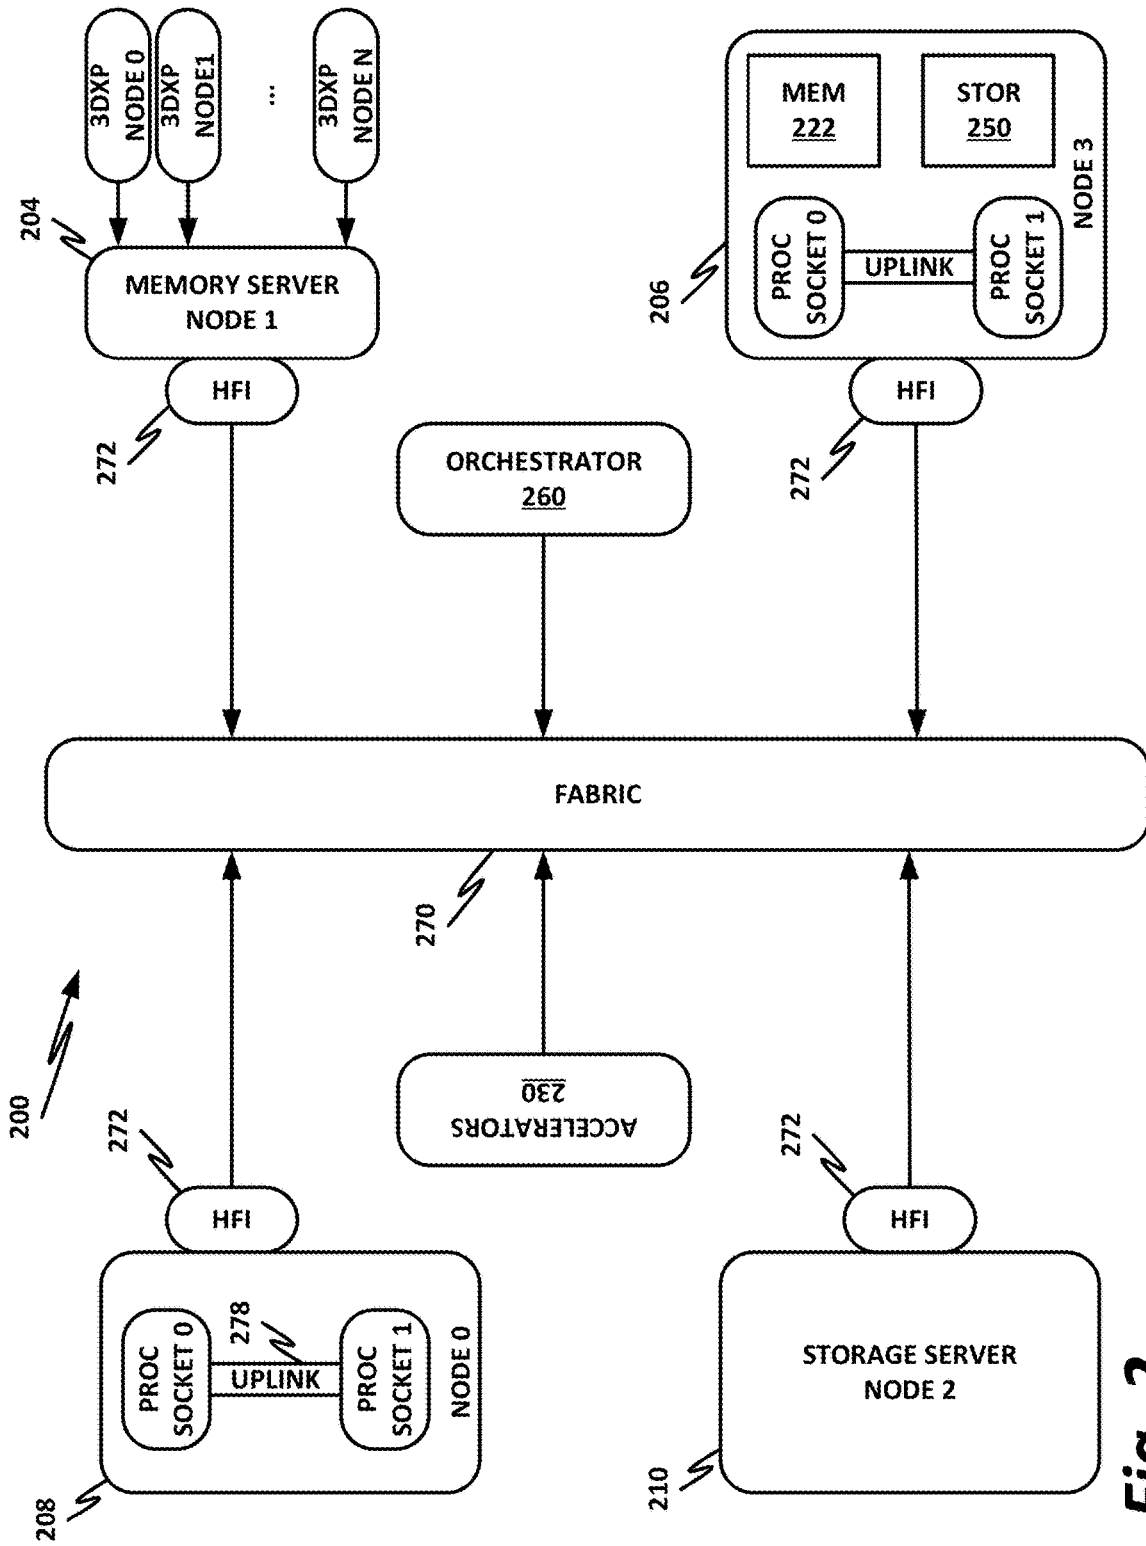 3DXP
NODE 0
3DXP
NODE1
...
3DXP
NODE N
204
MEMORY SERVER
NODE 1
HFI
272
MEM
222
STOR
250
PROC
SOCKET 0
UPLINK
PROC
SOCKET 1
NODE 3
206
HFI
272
ORCHESTRATOR
260
FABRIC
270
200
ACCELERATORS
230
272
HFI
PROC
SOCKET 0
278
UPLINK
PROC
SOCKET 1
NODE 0
208
272
HFI
STORAGE SERVER
NODE 2
210
Fig. 2